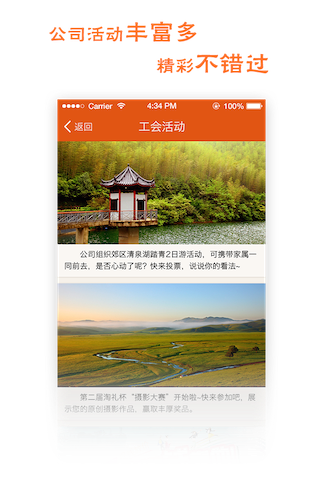 公司活动丰富多
精彩不错过
Carrier 4:34 PM 100%
返回 工会活动
公司组织郊区清泉湖踏青2日游活动，可携带家属一
同前去，是否心动了呢？快来投票，说说你的看法~
第二届淘礼杯“摄影大赛”开始啦~快来参加吧，展
示您的原创摄影作品，赢取丰厚奖品。